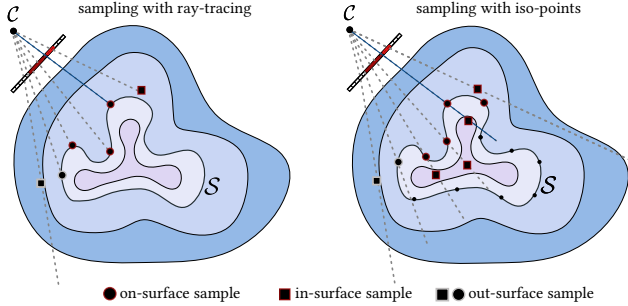 sampling with ray-tracing
sampling with iso-points
C
C
S
S
on-surface sample
in-surface sample
out-surface sample